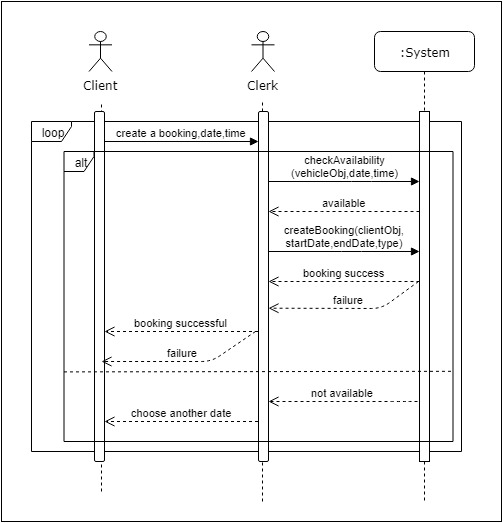 Client
Clerk
:System
loop
create a booking,date,time
alt
checkAvailability
(vehicleObj,date,time)
available
createBooking(clientObj,
startDate,endDate,type)
booking success
failure
booking successful
failure
not available
choose another date